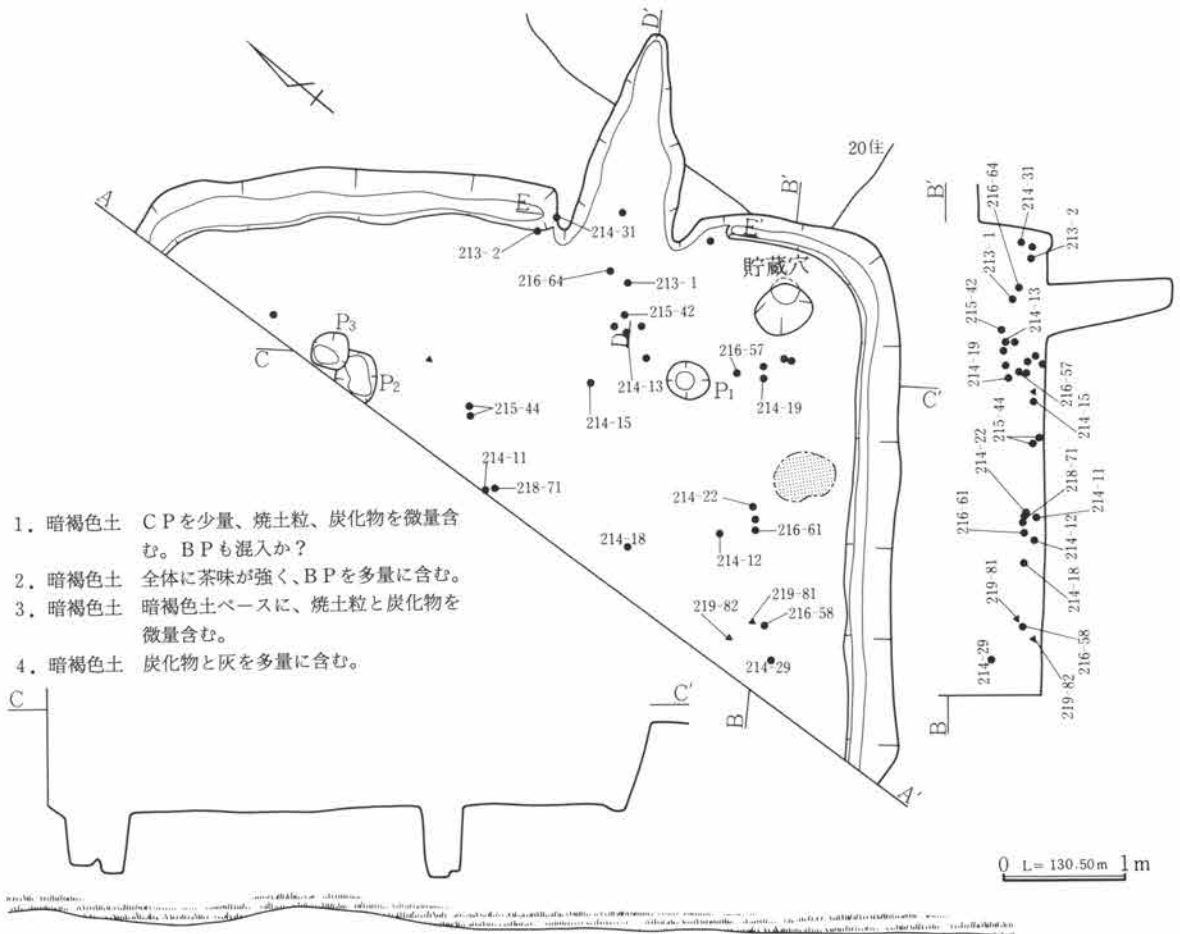 D′
20住
A
E
B′
E′
214-31
213-2
貯蔵穴
216-64
213-1
215-42
P3
D
C
216-57
P2
214-13
P1
C′
214-19
214-15
215-44
214-11
218-71
214-22
216-61
214-18
214-12
219-81
219-82
216-58
214-29
B
A′
1．暗褐色土　ＣＰを少量、焼土粒、炭化物を微量含
む。ＢＰも混入か？
2．暗褐色土　全体に茶味が強く、ＢＰを多量に含む。
3．暗褐色土　暗褐色土ベースに、焼土粒と炭化物を
微量含む。
4．暗褐色土　炭化物と灰を多量に含む。
C
C′
B′
216-64
214-31
213-1
213-2
215-42
214-13
214-19
216-57
214-15
215-44
214-22
218-71
214-11
216-61
214-12
214-18
219-81
216-58
214-29
219-82
B
0　L= 130.50m　1m